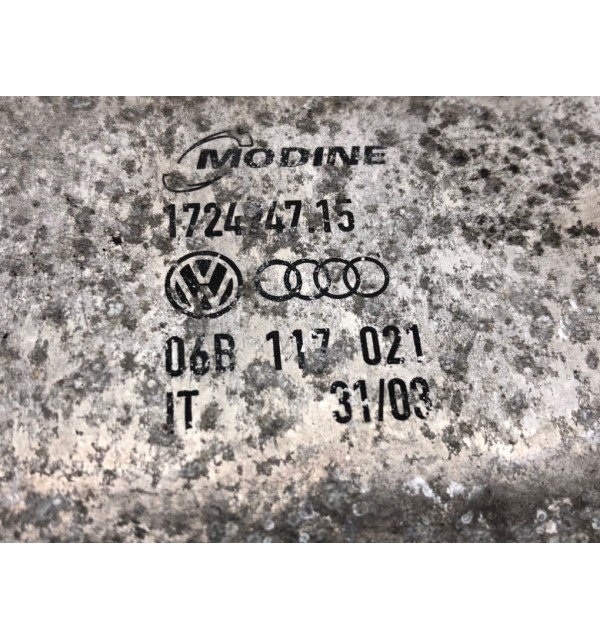 MODINE
1724 47.15
06B 117 021
IT 31/03